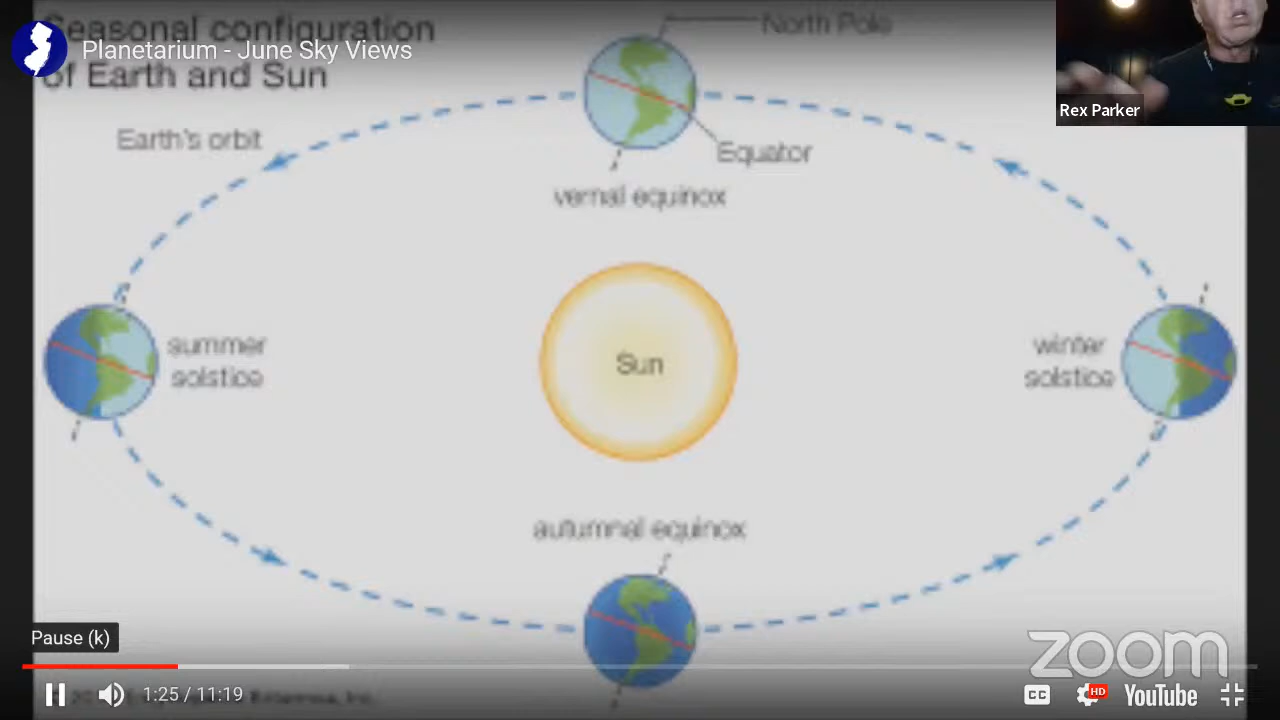 Seasonal configuration
of Earth and Sun
Planetarium - June Sky Views
North Pole
Rex Parker
Earth's orbit
Equator
vernal equinox
summer
solstice
Sun
winter
solstice
autumnal equinox
Pause (k)
zoom
1:25 / 11:19
CC
HD
YouTube